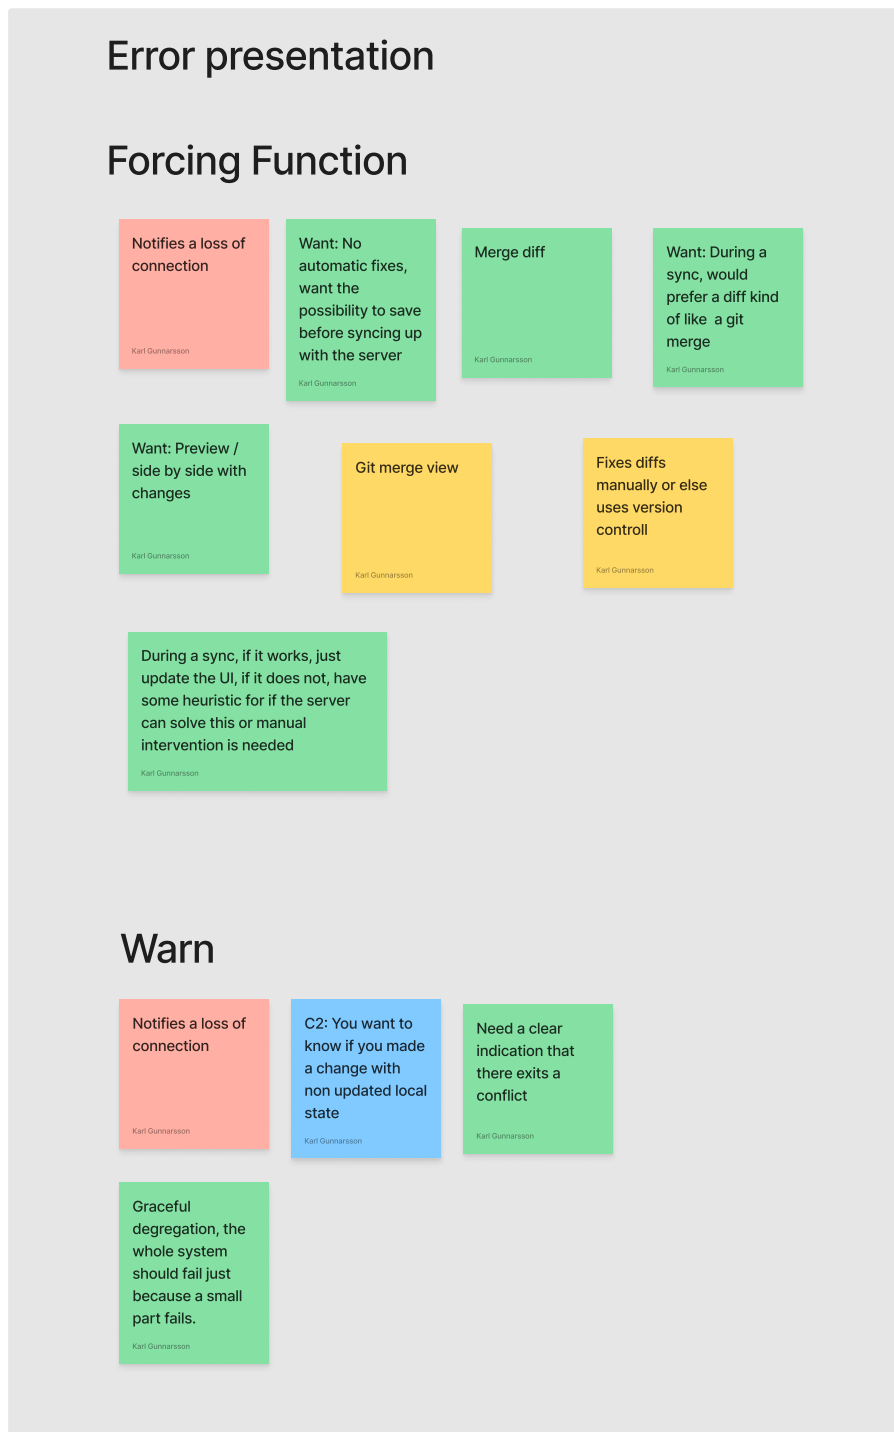 Error presentation
Forcing Function
Notifies a loss of
connection
Karl Gunnarsson
Want: No
automatic fixes,
want the
possibility to save
before syncing up
with the server
Karl Gunnarsson
Merge diff
Karl Gunnarsson
Want: During a
sync, would
prefer a diff kind
of like  a git
merge
Karl Gunnarsson
Want: Preview /
side by side with
changes
Karl Gunnarsson
Git merge view
Karl Gunnarsson
Fixes diffs
manually or else
uses version
controll
Karl Gunnarsson
During a sync, if it works, just
update the UI, if it does not, have
some heuristic for if the server
can solve this or manual
intervention is needed
Karl Gunnarsson
Warn
Notifies a loss of
connection
Karl Gunnarsson
C2: You want to
know if you made
a change with
non updated local
state
Karl Gunnarsson
Need a clear
indication that
there exits a
conflict
Karl Gunnarsson
Graceful
degregation, the
whole system
should fail just
because a small
part fails.
Karl Gunnarsson